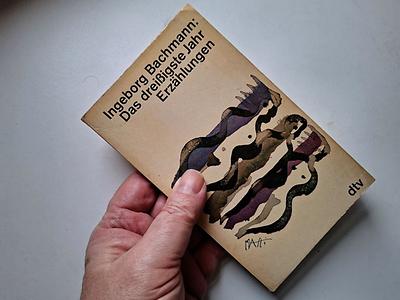 Ingeborg Bachmann:
Das dreißigste Jahr
Erzählungen
dtv